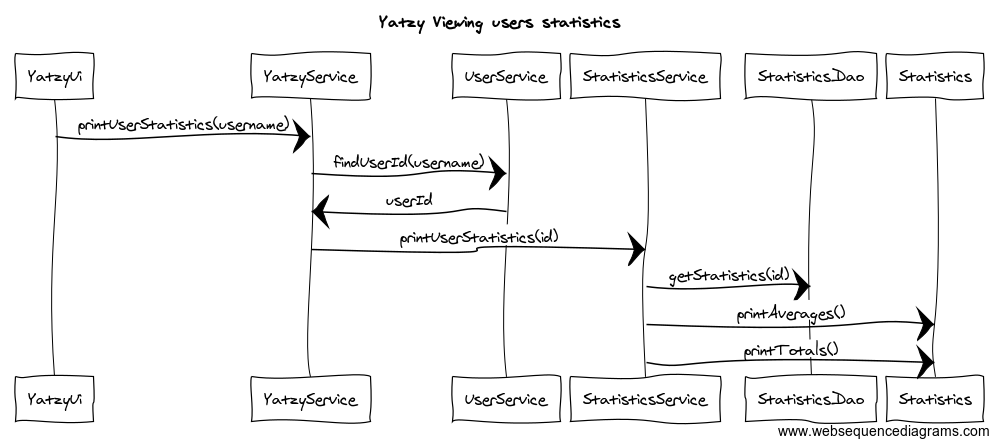 Yatzy Viewing users statistics
YatzyUi YatzyService UserService StatisticsService StatisticsDao Statistics
printUserStatistics(username)
findUserId(username)
userId
printUserStatistics(id)
getStatistics(id)
printAverages()
printTotals()
YatzyUi YatzyService UserService StatisticsService StatisticsDao Statistics
www.websequencediagrams.com